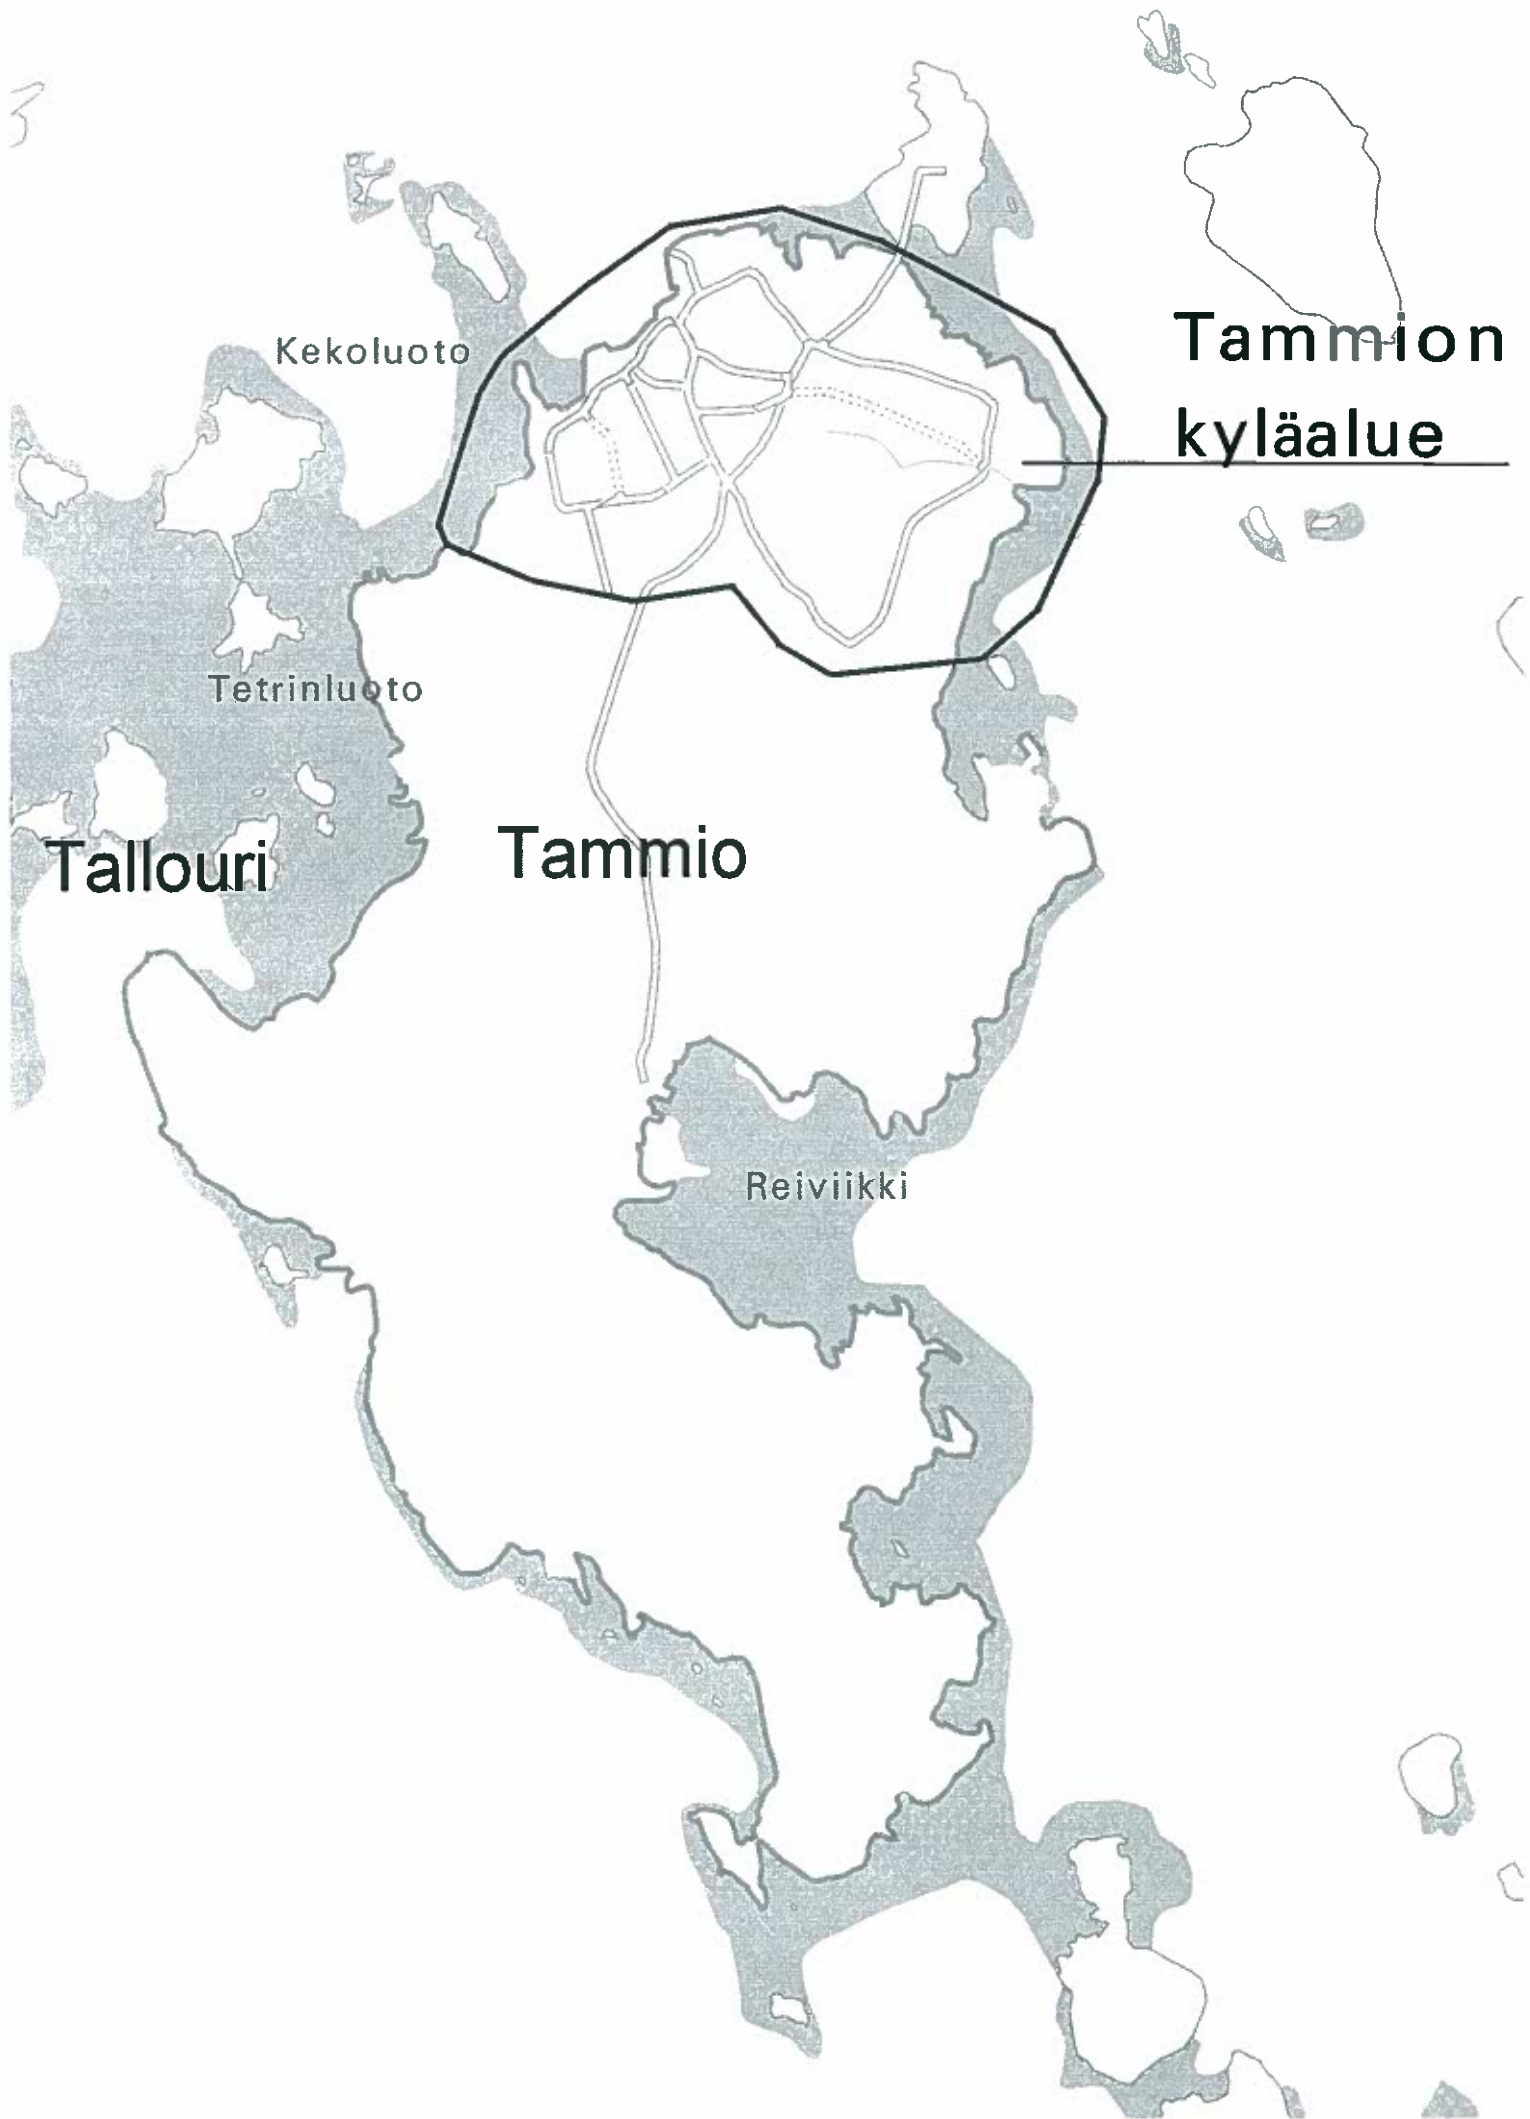 Tammion
kyläalue
Kekoluoto
Tetrinluoto
Tallouri
Tammio
Reiviikki